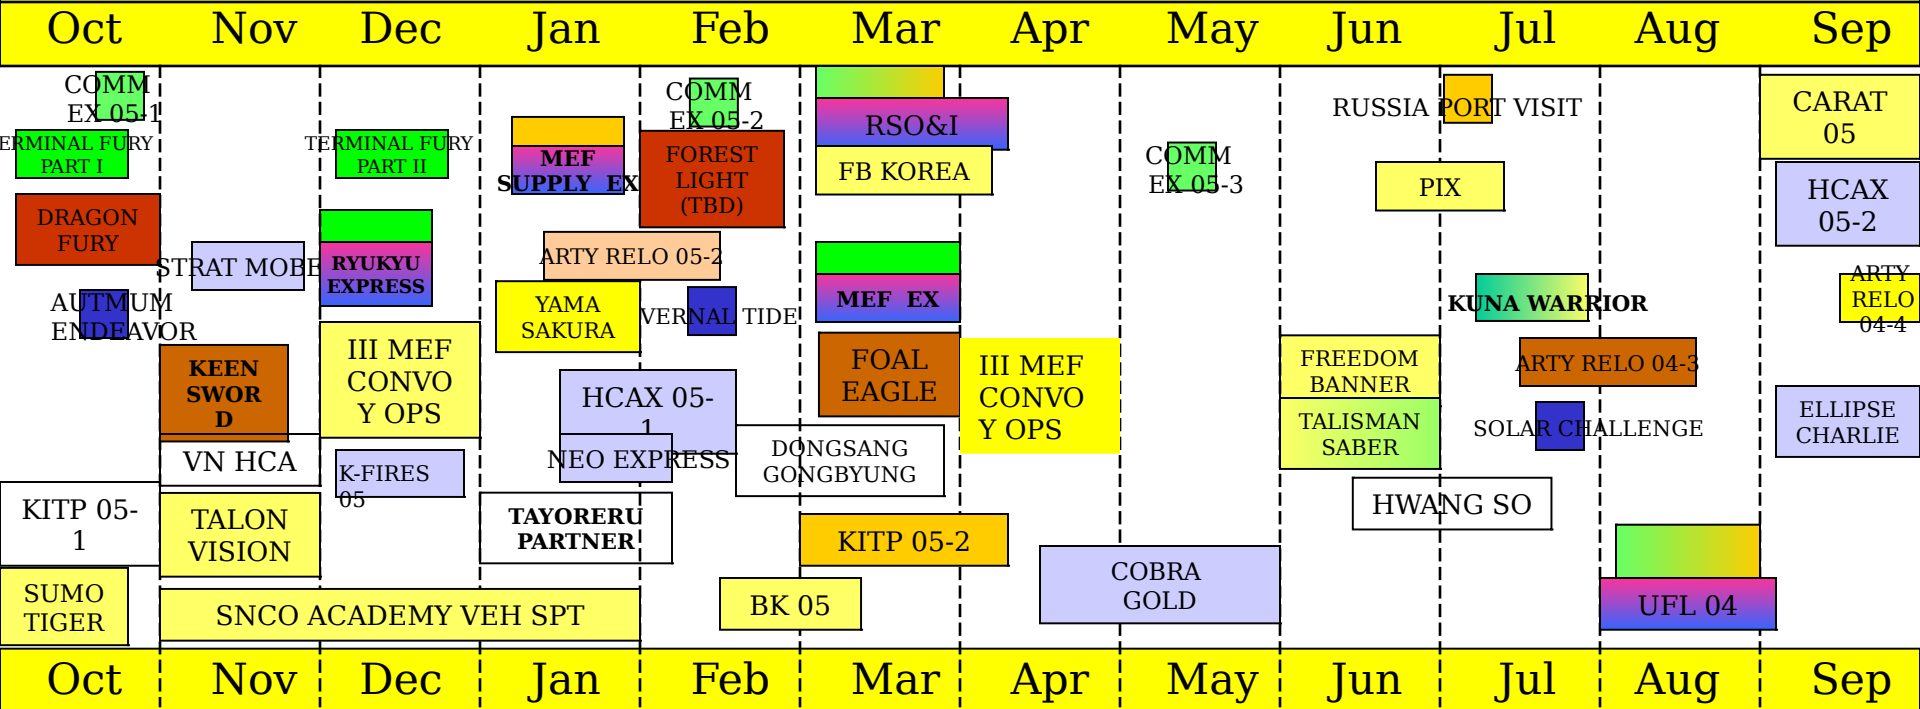 Oct Nov Dec Jan Feb Mar Apr May Jun Jul Aug Sep
COMM
EX 05-1
ERMINAL FURY
PART I
DRAGON
FURY
AUTMUM
ENDEAVOR
KITP 05-
1
SUMO
TIGER
STRAT MOBE
KEEN
SWOR
D
VN HCA
TALON
VISION
SNCO ACADEMY VEH SPT
TERMINAL FURY
PART II
RYUKYU
EXPRESS
III MEF
CONVO
Y OPS
K-FIRES
05
MEF
SUPPLY EX
ARTY RELO 05-2
YAMA
SAKURA
HCAX 05-
1
NEO EXPRESS
TAYORERU
PARTNER
COMM
EX 05-2
FOREST
LIGHT
(TBD)
VERNAL TIDE
DONGSANG
GONGBYUNG
BK 05
RSO&I
FB KOREA
MEF EX
FOAL
EAGLE
KITP 05-2
III MEF
CONVO
Y OPS
COBRA
GOLD
COMM
EX 05-3
RUSSIA PORT VISIT
PIX
KUNA WARRIOR
FREEDOM
BANNER
TALISMAN
SABER
ARTY RELO 04-3
SOLAR CHALLENGE
HWANG SO
UFL 04
CARAT
05
HCAX
05-2
ARTY
RELO
04-4
ELLIPSE
CHARLIE
Oct Nov Dec Jan Feb Mar Apr May Jun Jul Aug Sep